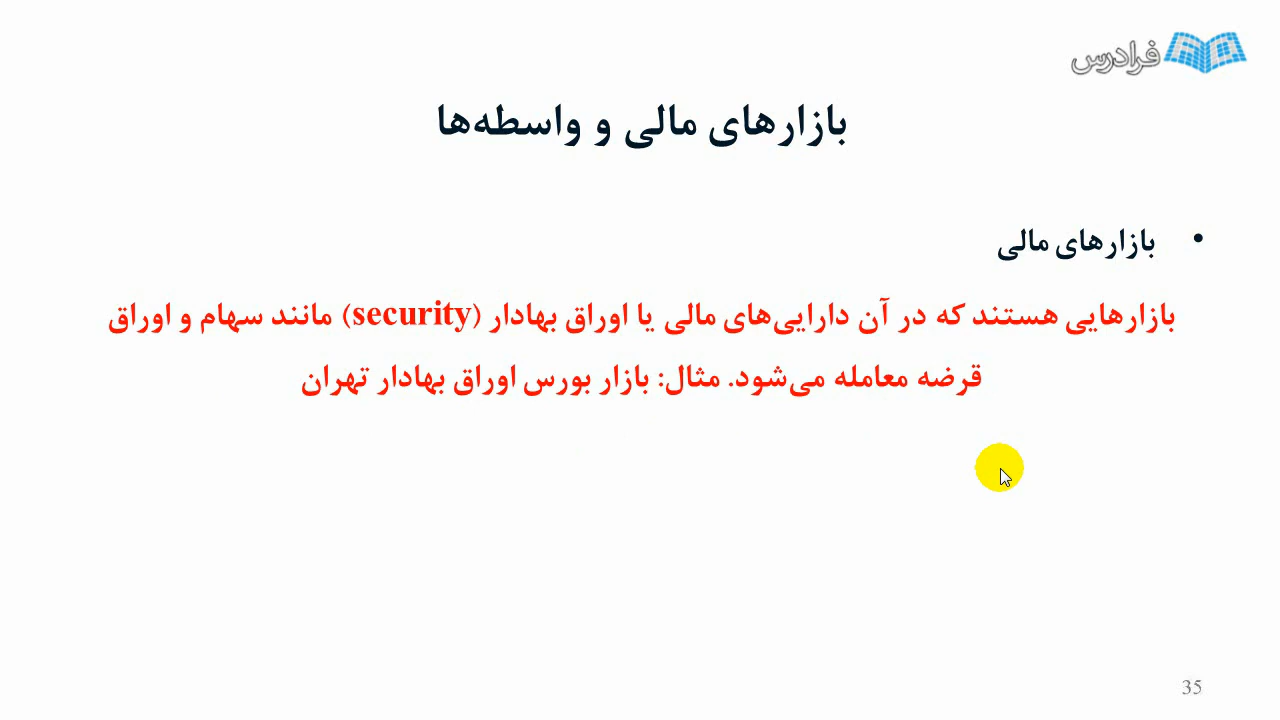 فرادرس
بازارهای مالی و واسطه‌ها
• بازارهای مالی
بازارهایی هستند که در آن دارایی‌های مالی یا اوراق بهادار (security) مانند سهام و اوراق
قرضه معامله می‌شود. مثال: بازار بورس اوراق بهادار تهران
35